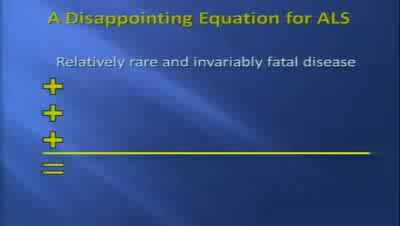 A Disappointing Equation for ALS
Relatively rare and invariably fatal disease
+
+
+
=